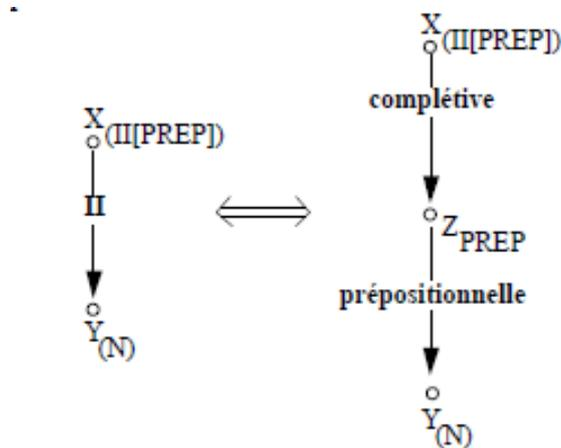 X(II[PREP])
II
Y(N)
X(II[PREP])
complétive
ZPREP
prépositionnelle
Y(N)